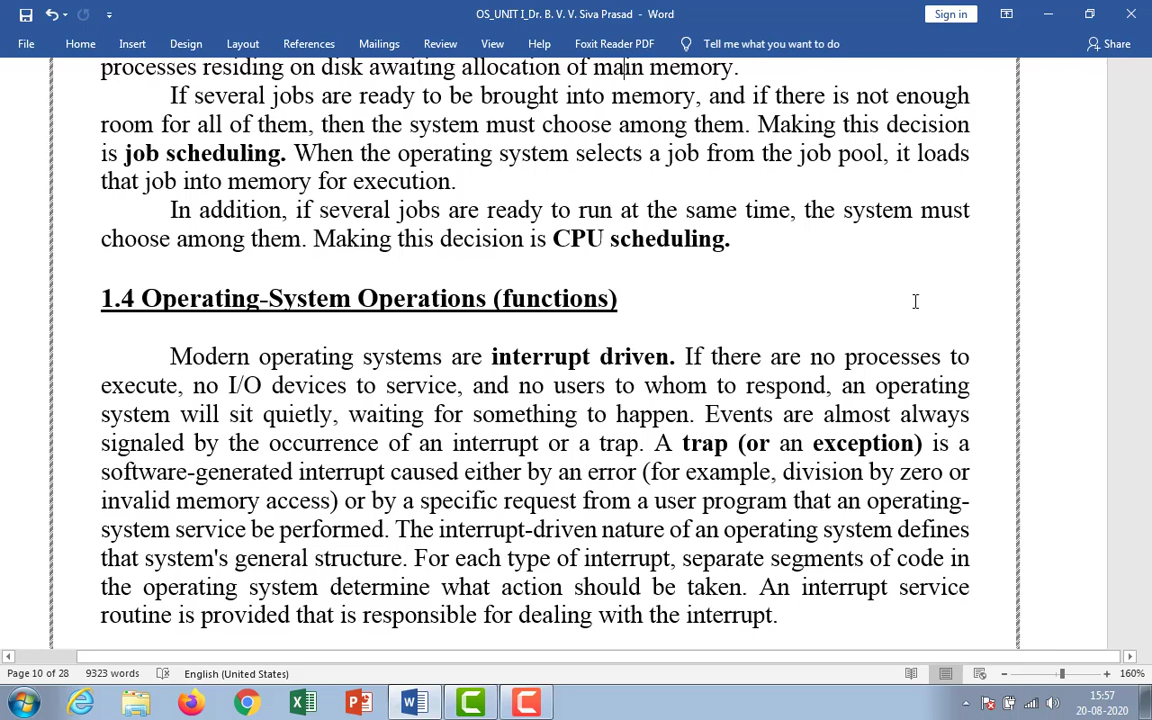 OS_UNIT I_Dr. B. V. V. Siva Prasad - Word
Sign in
File Home Insert Design Layout References Mailings Review View Help Foxit Reader PDF Tell me what you want to do Share
processes residing on disk awaiting allocation of main memory.
If several jobs are ready to be brought into memory, and if there is not enough
room for all of them, then the system must choose among them. Making this decision
is job scheduling. When the operating system selects a job from the job pool, it loads
that job into memory for execution.
In addition, if several jobs are ready to run at the same time, the system must
choose among them. Making this decision is CPU scheduling.
1.4 Operating-System Operations (functions)
Modern operating systems are interrupt driven. If there are no processes to
execute, no I/O devices to service, and no users to whom to respond, an operating
system will sit quietly, waiting for something to happen. Events are almost always
signaled by the occurrence of an interrupt or a trap. A trap (or an exception) is a
software-generated interrupt caused either by an error (for example, division by zero or
invalid memory access) or by a specific request from a user program that an operating-
system service be performed. The interrupt-driven nature of an operating system defines
that system's general structure. For each type of interrupt, separate segments of code in
the operating system determine what action should be taken. An interrupt service
routine is provided that is responsible for dealing with the interrupt.
Page 10 of 28 9323 words English (United States) 160%
15:57
20-08-2020